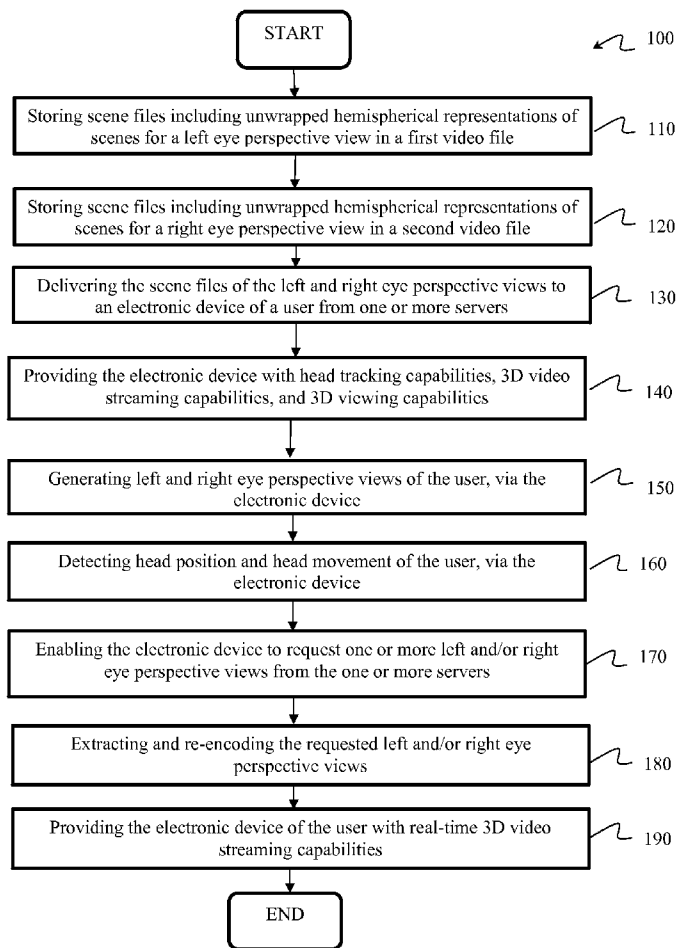 START
100
Storing scene files including unwrapped hemispherical representations of
scenes for a left eye perspective view in a first video file
110
Storing scene files including unwrapped hemispherical representations of
scenes for a right eye perspective view in a second video file
120
Delivering the scene files of the left and right eye perspective views to
an electronic device of a user from one or more servers
130
Providing the electronic device with head tracking capabilities, 3D video
streaming capabilities, and 3D viewing capabilities
140
Generating left and right eye perspective views of the user, via the
electronic device
150
Detecting head position and head movement of the user, via the
electronic device
160
Enabling the electronic device to request one or more left and/or right
eye perspective views from the one or more servers
170
Extracting and re-encoding the requested left and/or right eye
perspective views
180
Providing the electronic device of the user with real-time 3D video
streaming capabilities
190
END